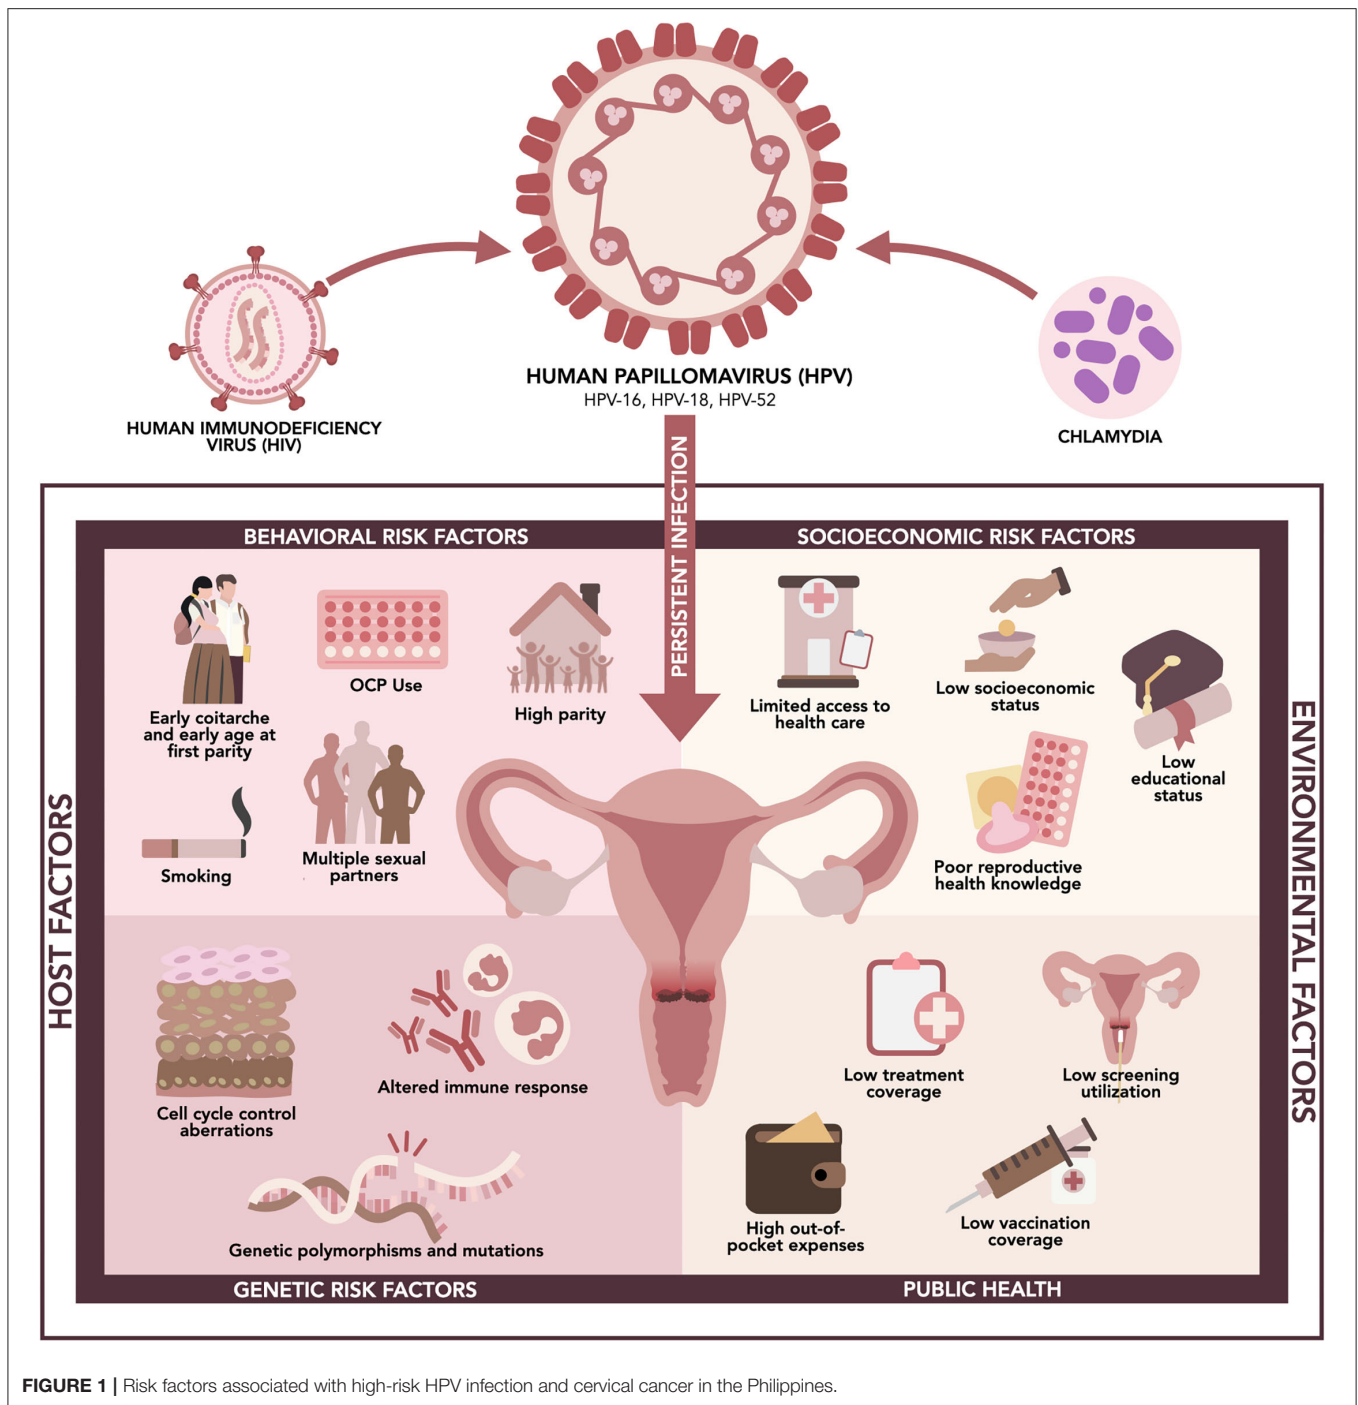 HUMAN PAPILLOMAVIRUS (HPV)
HPV-16, HPV-18, HPV-52
HUMAN IMMUNODEFICIENCY
VIRUS (HIV)
CHLAMYDIA
PERSISTENT INFECTION
HOST FACTORS
BEHAVIORAL RISK FACTORS
Early coitarche
and early age at
first parity
OCP Use
High parity
Smoking
Multiple sexual
partners
SOCIOECONOMIC RISK FACTORS
Limited access to
health care
Low socioeconomic
status
Low
educational
status
Poor reproductive
health knowledge
ENVIRONMENTAL FACTORS
Cell cycle control
aberrations
Altered immune response
Genetic polymorphisms and mutations
GENETIC RISK FACTORS
Low treatment
coverage
Low screening
utilization
High out-of-
pocket expenses
Low vaccination
coverage
PUBLIC HEALTH
FIGURE 1 | Risk factors associated with high-risk HPV infection and cervical cancer in the Philippines.